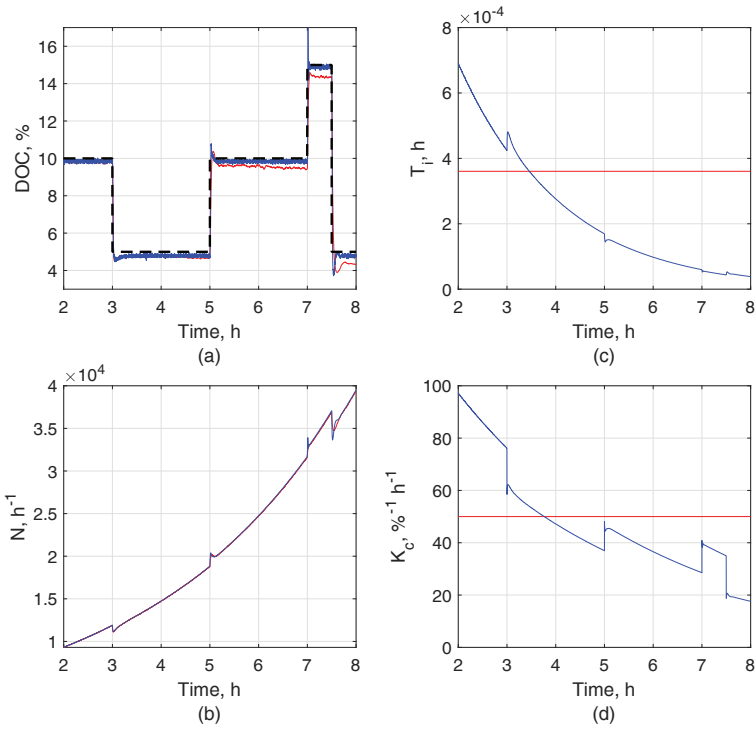 16
14
12
10
8
6
4
DOC, %
2 3 4 5 6 7 8
Time, h
(a)
×10-4
8
6
4
2
0
Ti, h
2 3 4 5 6 7 8
Time, h
(c)
×104
4
3.5
3
2.5
2
1.5
1
N, h-1
2 3 4 5 6 7 8
Time, h
(b)
100
80
60
40
20
0
Kc, %-1 h-1
2 3 4 5 6 7 8
Time, h
(d)